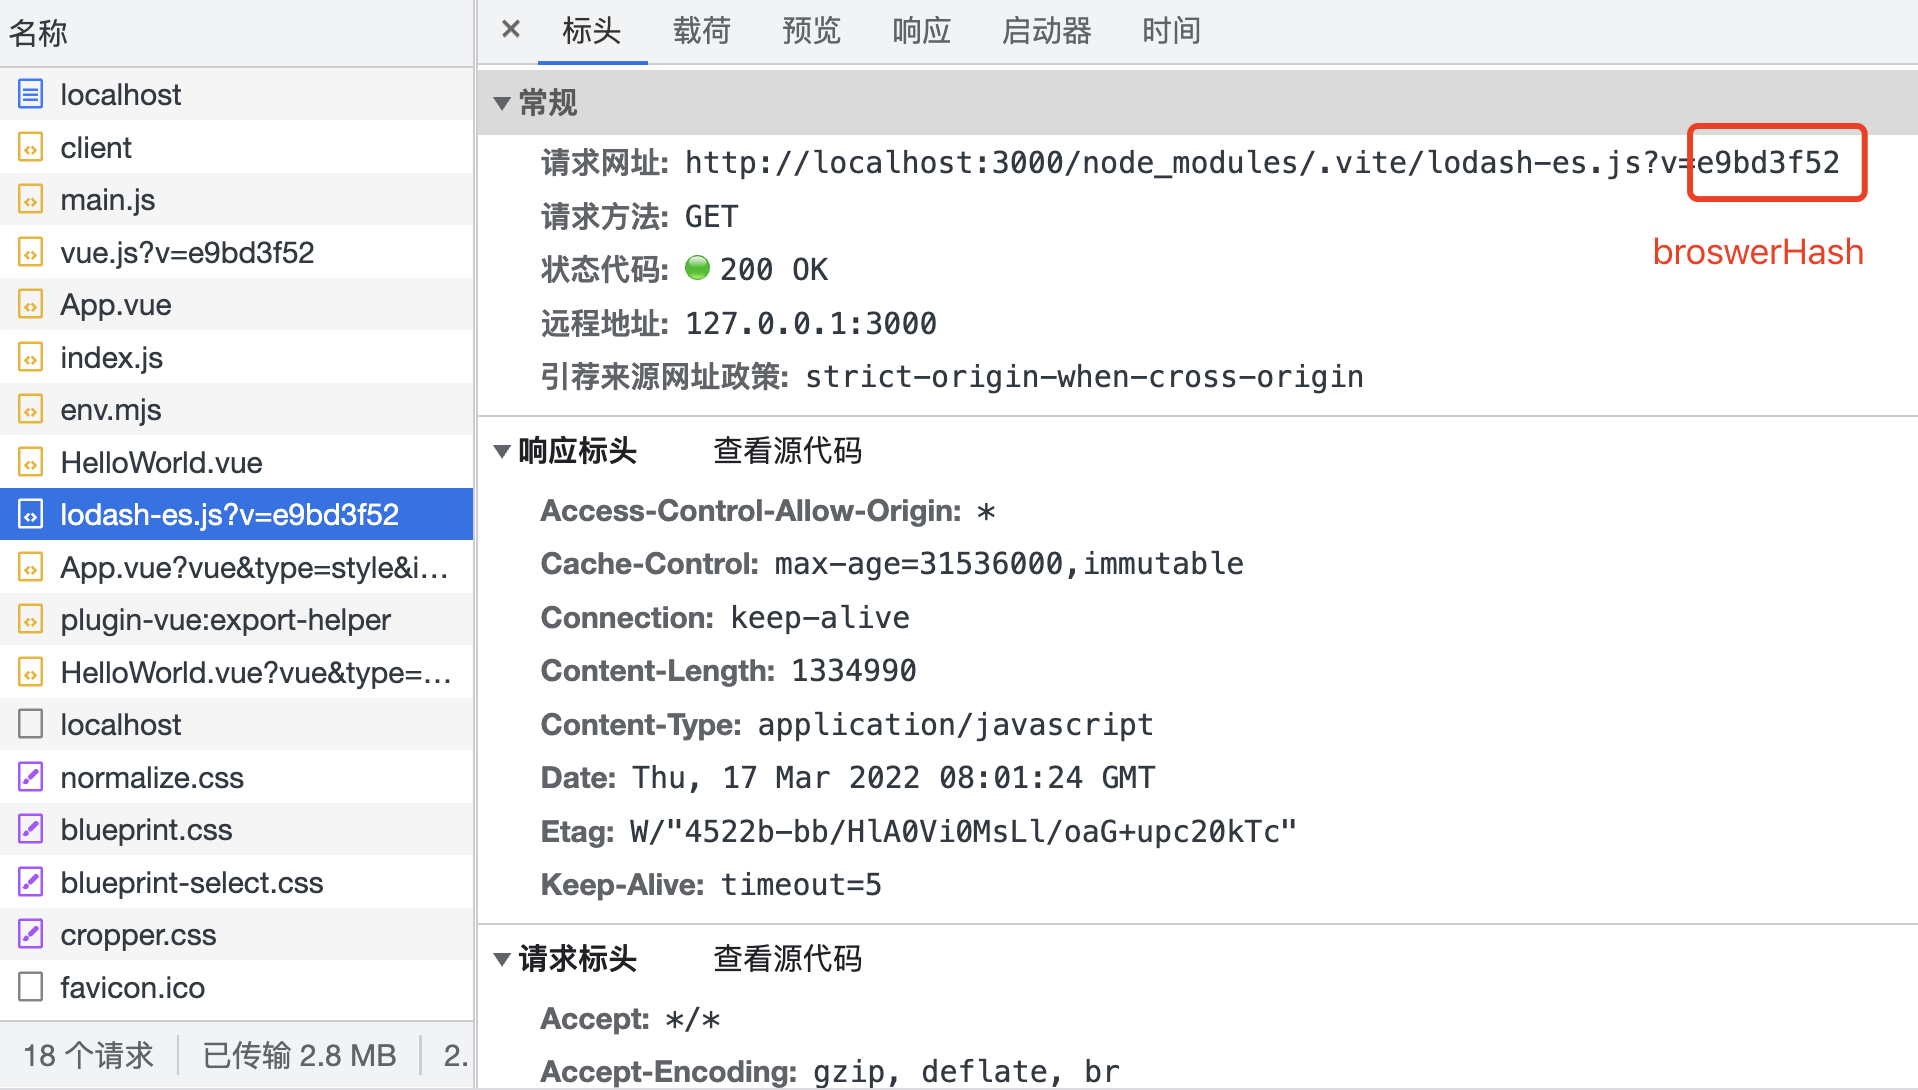 名称
localhost
client
main.js
vue.js?v=e9bd3f52
App.vue
index.js
env.mjs
HelloWorld.vue
lodash-es.js?v=e9bd3f52
App.vue?vue&type=style&i...
plugin-vue:export-helper
HelloWorld.vue?vue&type=...
localhost
normalize.css
blueprint.css
blueprint-select.css
cropper.css
favicon.ico
18 个请求 已传输 2.8 MB 2.
× 标头 载荷 预览 响应 启动器 时间
常规
请求网址: http://localhost:3000/node_modules/.vite/lodash-es.js?v=e9bd3f52
请求方法: GET
broswerHash
状态代码: 200 OK
远程地址: 127.0.0.1:3000
引荐来源网址政策: strict-origin-when-cross-origin
响应标头 查看源代码
Access-Control-Allow-Origin: *
Cache-Control: max-age=31536000,immutable
Connection: keep-alive
Content-Length: 1334990
Content-Type: application/javascript
Date: Thu, 17 Mar 2022 08:01:24 GMT
Etag: W/"4522b-bb/HlA0Vi0MsLl/oaG+upc20kTc"
Keep-Alive: timeout=5
请求标头 查看源代码
Accept: */*
Accept-Encoding: gzip, deflate, br